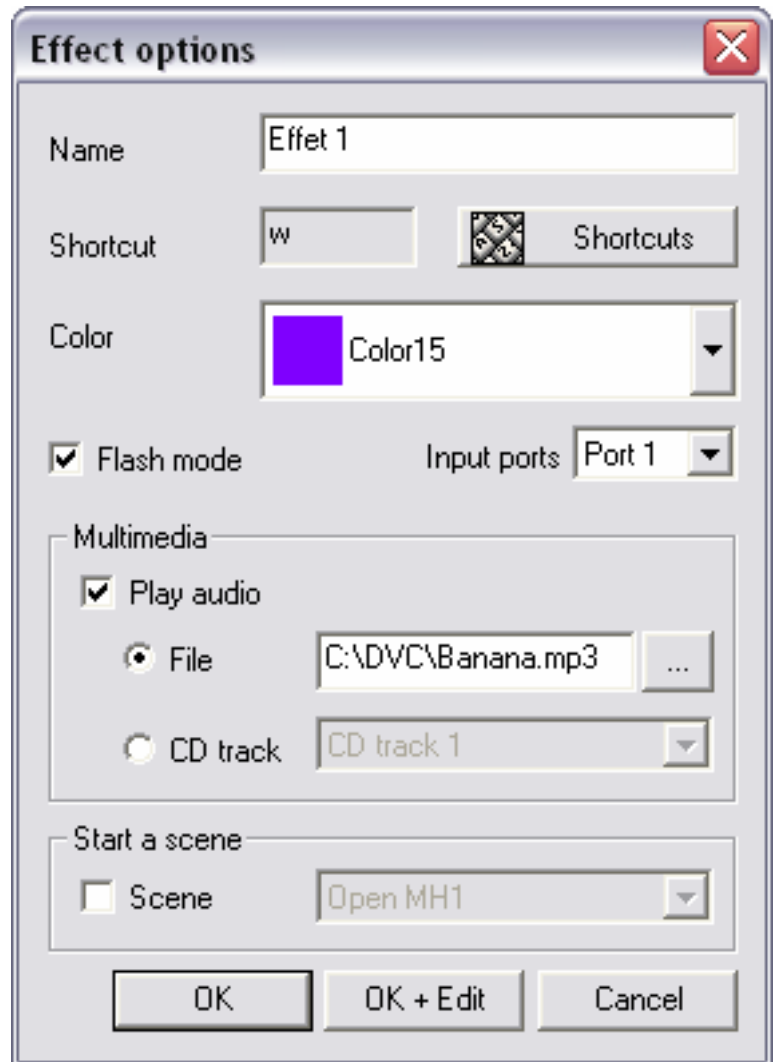 Effect options
Name Effet 1
Shortcut w Shortcuts
Color Color15
Flash mode Input ports Port 1
Multimedia
Play audio
File C:\DVC\Banana.mp3 ...
CD track CD track 1
Start a scene
Scene Open MH1
OK OK + Edit Cancel